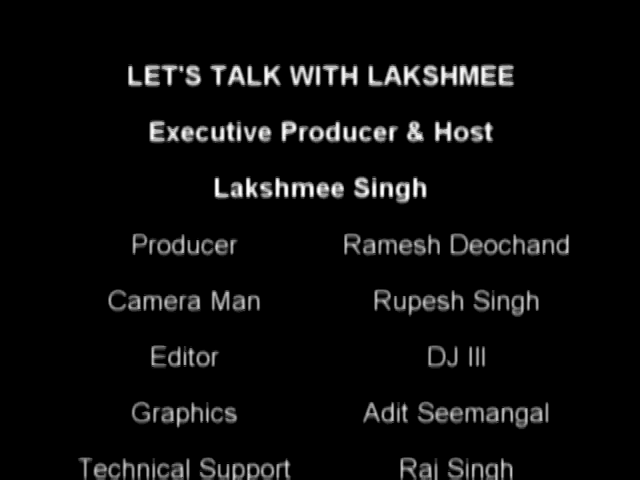 LET'S TALK WITH LAKSHMEE
Executive Producer & Host
Lakshmee Singh
Producer Ramesh Deochand
Camera Man Rupesh Singh
Editor DJ III
Graphics Adit Seemangal
Technical Support Raj Singh